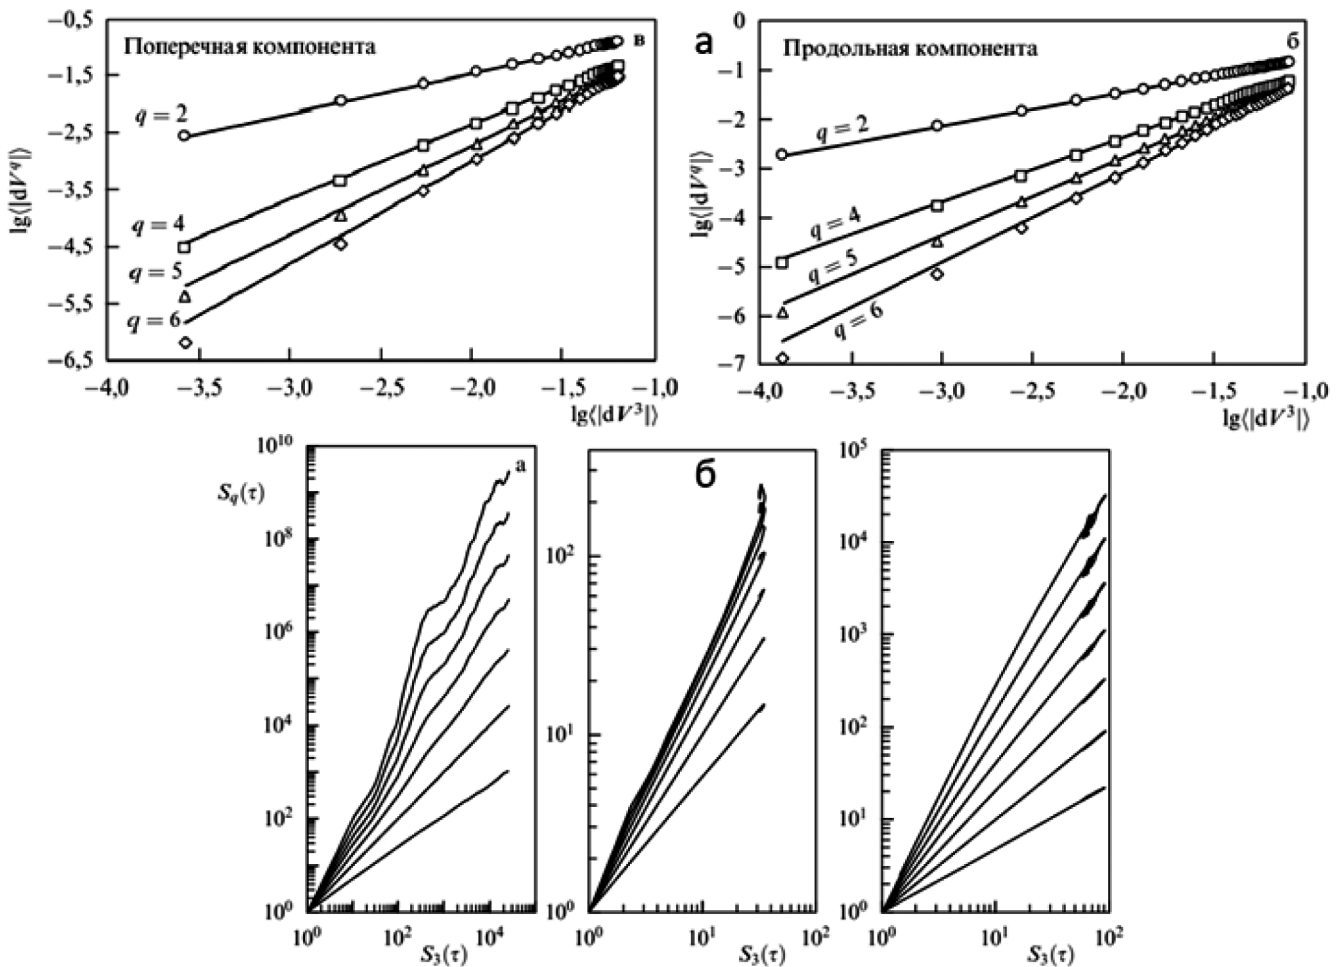 Поперечная компонента
в
−0,5
−1,5
−2,5
−3,5
−4,5
−5,5
−6,5
lg⟨|dV^q|⟩
q = 2
q = 4
q = 5
q = 6
−4,0 −3,5 −3,0 −2,5 −2,0 −1,5 −1,0
lg⟨|dV^3|⟩
а
Продольная компонента
б
0
−1
−2
−3
−4
−5
−6
−7
lg⟨|dV^q|⟩
q = 2
q = 4
q = 5
q = 6
−4,0 −3,5 −3,0 −2,5 −2,0 −1,5 −1,0
lg⟨|dV^3|⟩
а
S_q(τ)
10^10
10^8
10^6
10^4
10^2
10^0
10^0 10^2 10^4
S_3(τ)
б
10^2
10^1
10^0
10^0 10^1 10^2
S_3(τ)
10^5
10^4
10^3
10^2
10^1
10^0
10^0 10^1 10^2
S_3(τ)